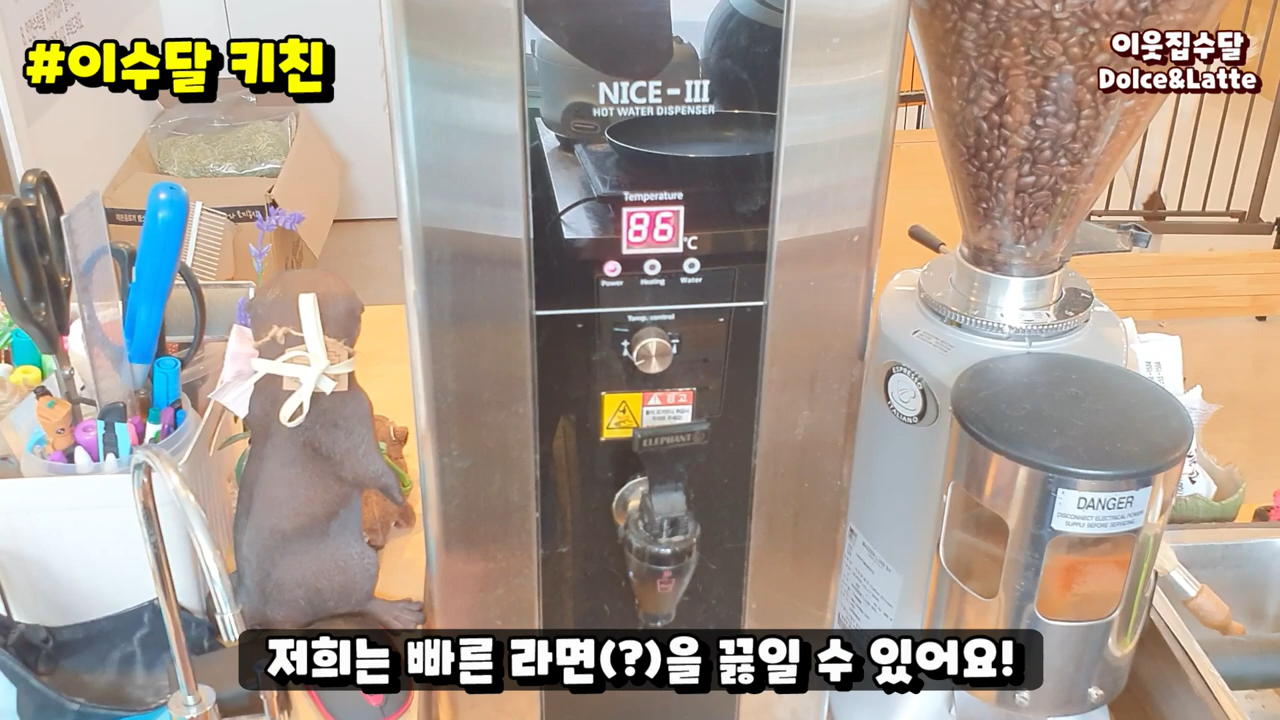 #이수달 키친
이웃집수달
Dolce&Latte
NICE-III
HOT WATER DISPENSER
Temperature
86 ℃
Power Heating Water
Temp. control
경고
ELEPHANT
ESPRESSO
ITALIANO
DANGER
DISCONNECT ELECTRICAL POWER
SUPPLY BEFORE SERVICING
저희는 빠른 라면(?)을 끓일 수 있어요!